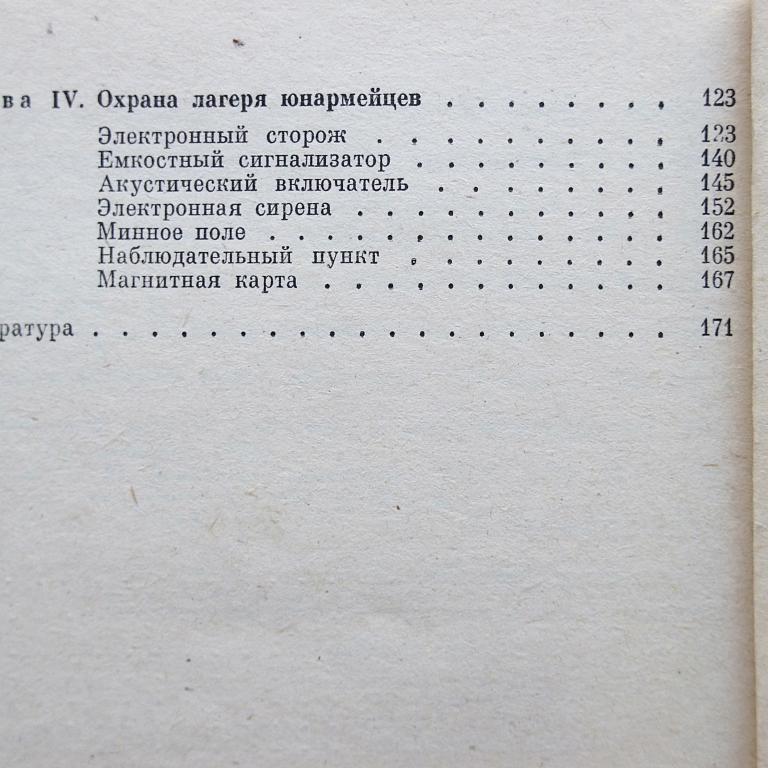 ва IV. Охрана лагеря юнармейцев . . . . . . . . 123
Электронный сторож . . . . . . . . . 123
Емкостный сигнализатор . . . . . . . . . 140
Акустический включатель . . . . . . . . 145
Электронная сирена . . . . . . . . . . . 152
Минное поле . . . . . . . . . . . . . . 162
Наблюдательный пункт . . . . . . . . . 165
Магнитная карта . . . . . . . . . . . . 167
ратура . . . . . . . . . . . . . . . . . . . . 171